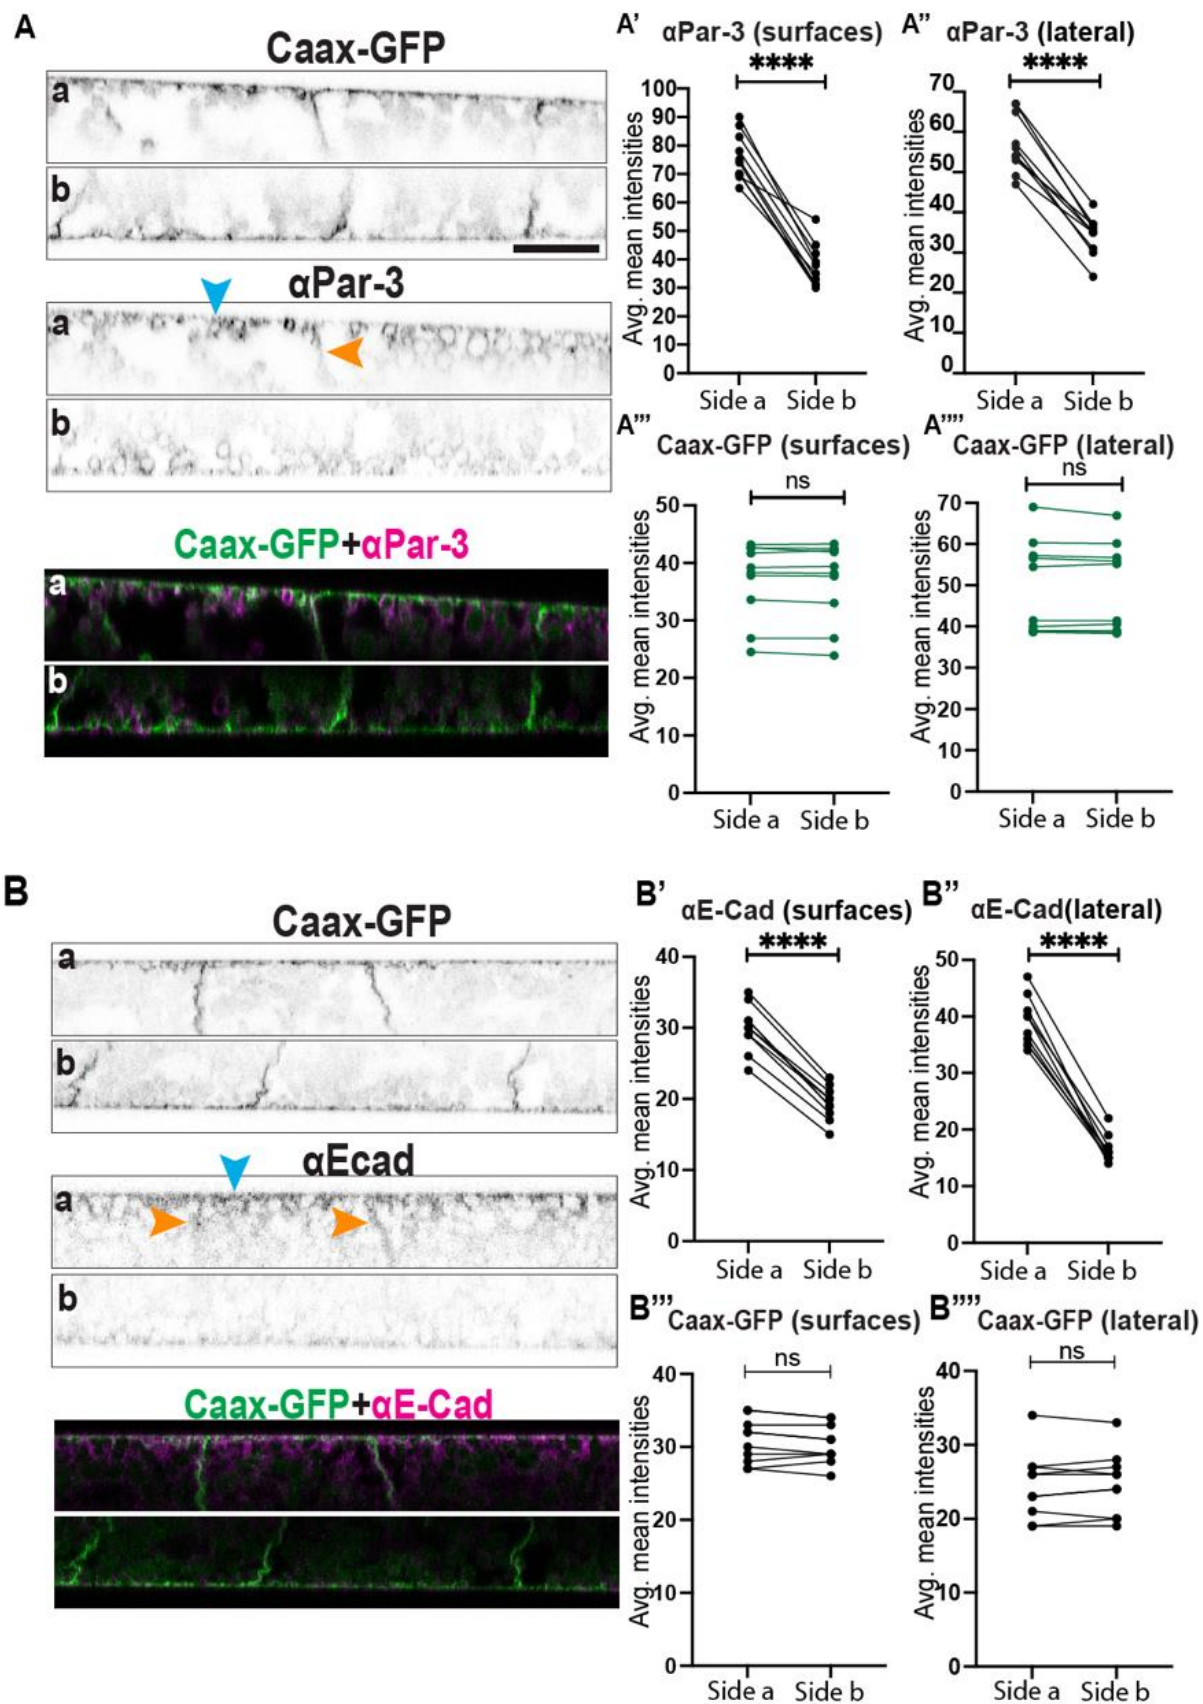 A
Caax-GFP
a
b
αPar-3
a
b
Caax-GFP+αPar-3
a
b
A’ αPar-3 (surfaces)
****
Avg. mean intensities
100
90
80
70
60
50
40
30
20
10
0
Side a Side b
A’’ αPar-3 (lateral)
****
Avg. mean intensities
70
60
50
40
30
20
10
0
Side a Side b
A’’’ Caax-GFP (surfaces)
ns
Avg. mean intensities
50
40
30
20
10
0
Side a Side b
A’’’’ Caax-GFP (lateral)
ns
Avg. mean intensities
70
60
50
40
30
20
10
0
Side a Side b
B
Caax-GFP
a
b
αEcad
a
b
Caax-GFP+αE-Cad
B’ αE-Cad (surfaces)
****
Avg. mean intensities
40
30
20
10
0
Side a Side b
B’’ αE-Cad(lateral)
****
Avg. mean intensities
50
40
30
20
10
0
Side a Side b
B’’’ Caax-GFP (surfaces)
ns
Avg. mean intensities
40
30
20
10
0
Side a Side b
B’’’’ Caax-GFP (lateral)
ns
Avg. mean intensities
40
30
20
10
0
Side a Side b